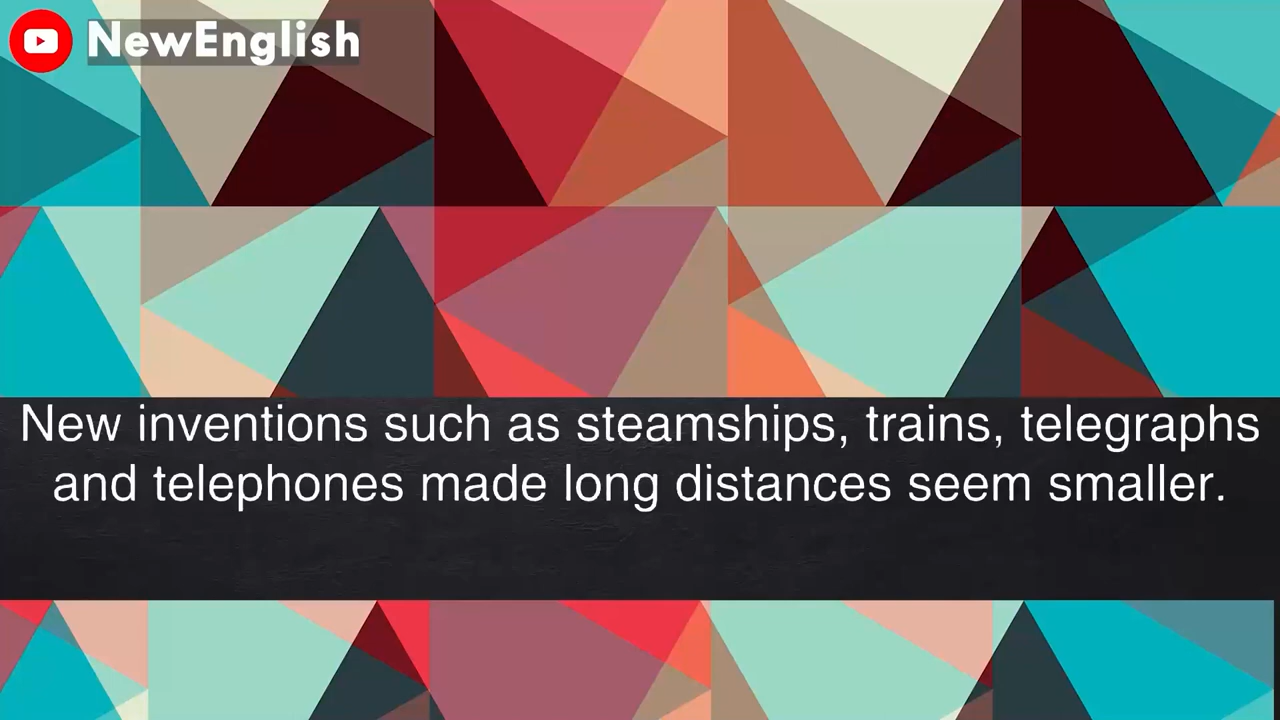 NewEnglish
New inventions such as steamships, trains, telegraphs
and telephones made long distances seem smaller.